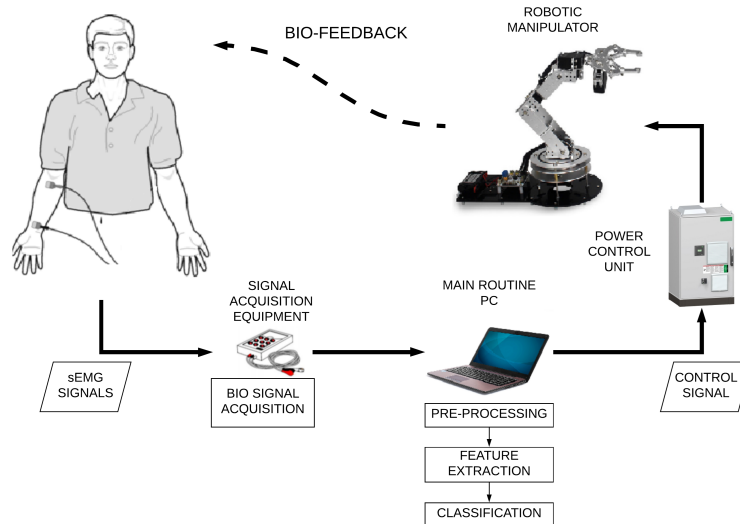 BIO-FEEDBACK
ROBOTIC
MANIPULATOR
POWER
CONTROL
UNIT
SIGNAL
ACQUISITION
EQUIPMENT
MAIN ROUTINE
PC
sEMG
SIGNALS
BIO SIGNAL
ACQUISITION
CONTROL
SIGNAL
PRE-PROCESSING
FEATURE
EXTRACTION
CLASSIFICATION